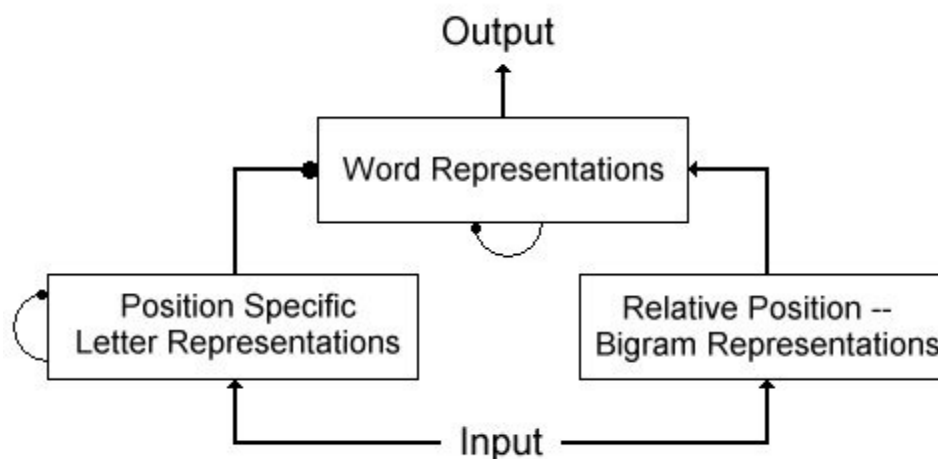 Output
Word Representations
Position Specific
Letter Representations
Relative Position --
Bigram Representations
Input